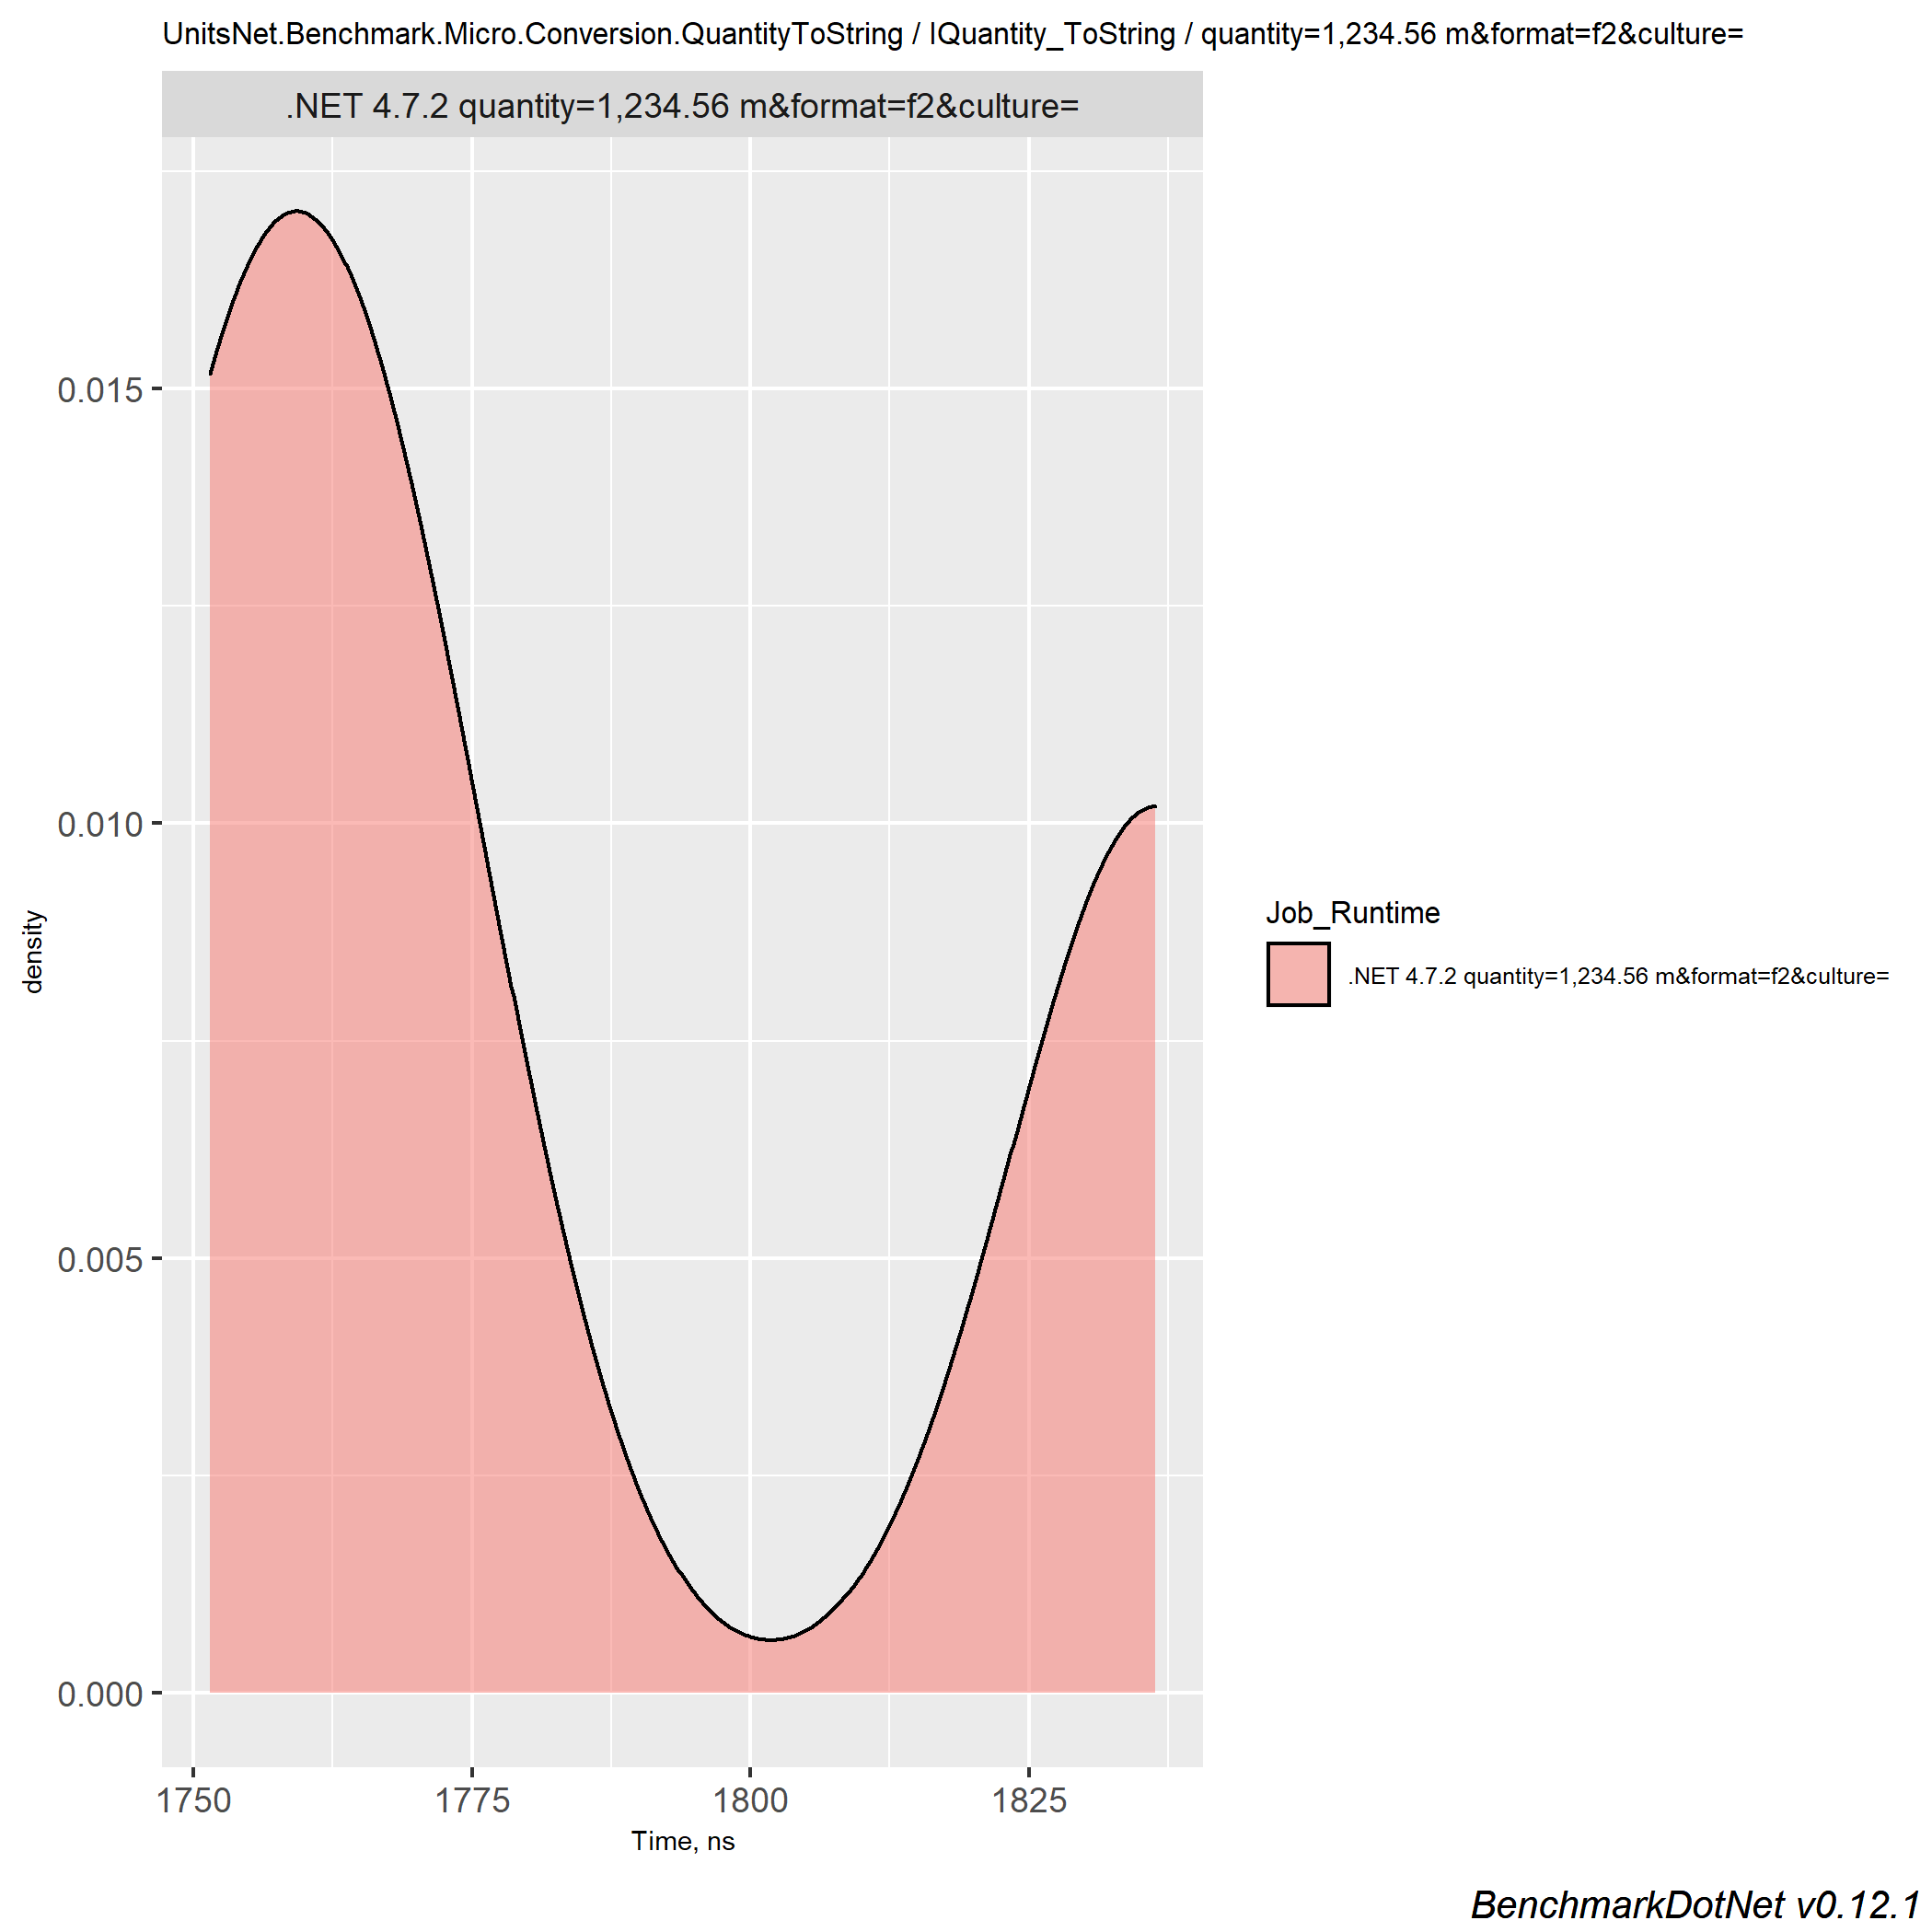 UnitsNet.Benchmark.Micro.Conversion.QuantityToString / IQuantity_ToString / quantity=1,234.56 m&format=f2&culture=
.NET 4.7.2 quantity=1,234.56 m&format=f2&culture=
0.015
0.010
0.005
0.000
density
1750
1775
1800
1825
Time, ns
Job_Runtime
.NET 4.7.2 quantity=1,234.56 m&format=f2&culture=
BenchmarkDotNet v0.12.1